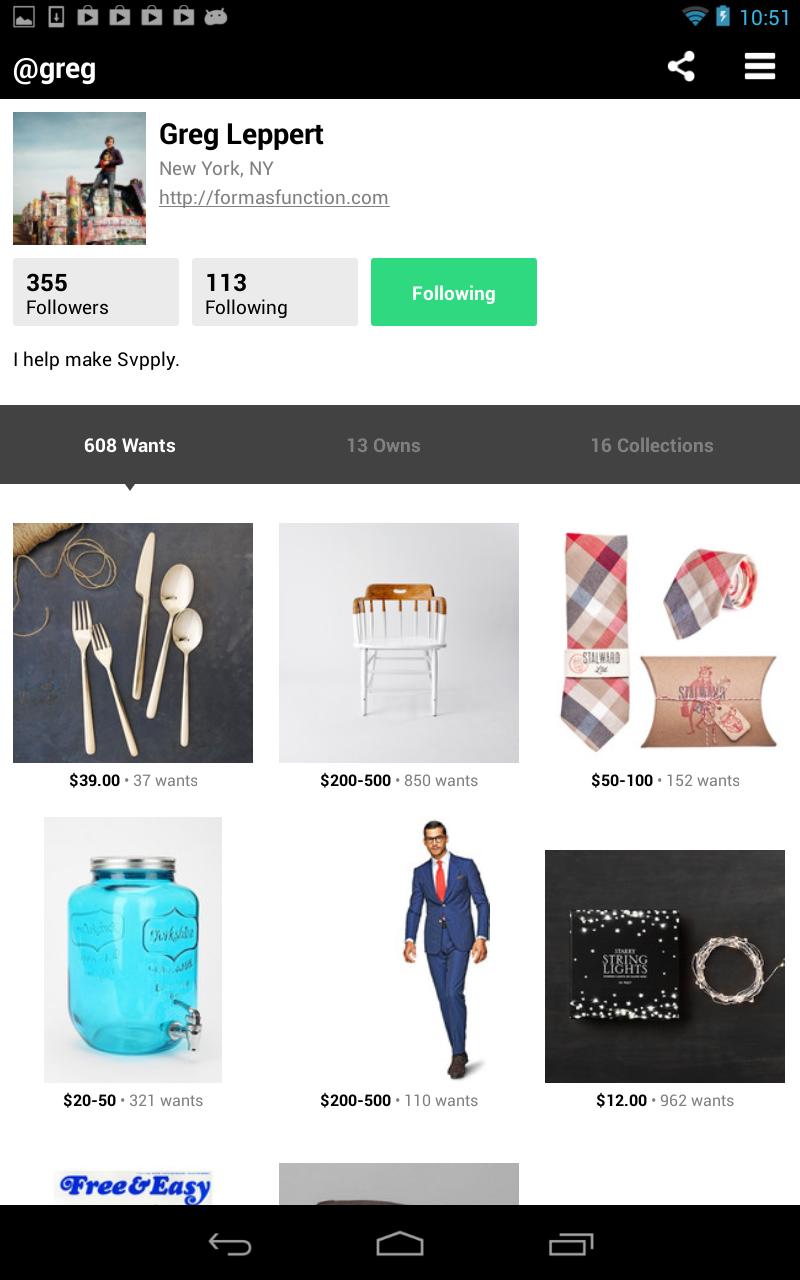 10:51
@greg
Greg Leppert
New York, NY
http://formasfunction.com
355
Followers
113
Following
Following
I help make Svpply.
608 Wants
13 Owns
16 Collections
STALWARD
Ltd.
STALWARD
$39.00 • 37 wants
$200-500 • 850 wants
$50-100 • 152 wants
Yorkshire
STARRY
STRING
LIGHTS
$20-50 • 321 wants
$200-500 • 110 wants
$12.00 • 962 wants
Free&Easy